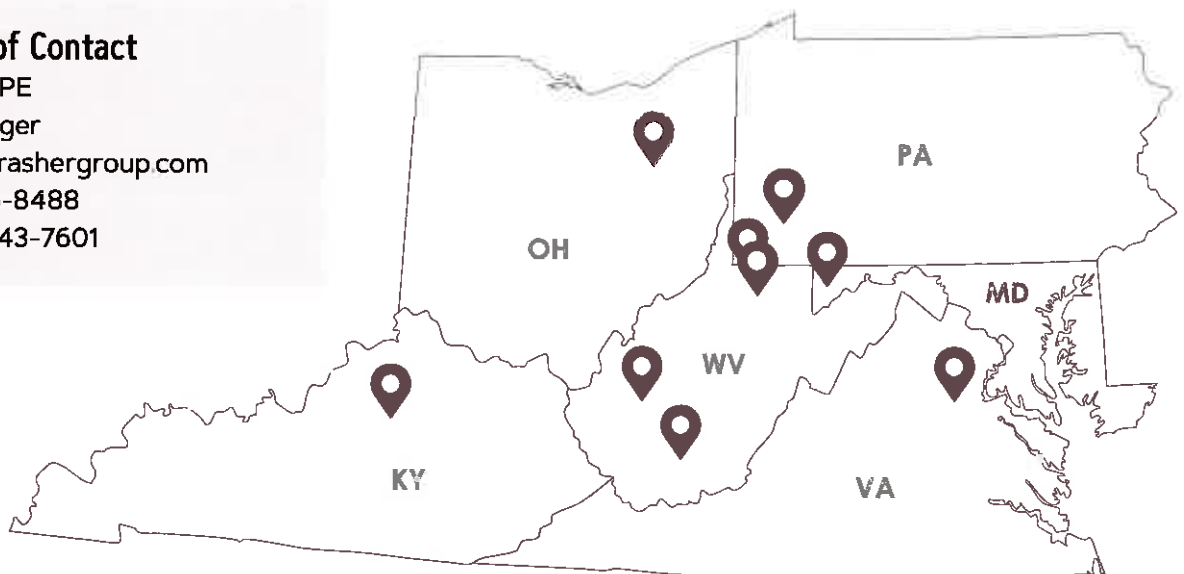 of Contact
PE
ger
rashergroup.com
-8488
43-7601
PA
OH
MD
WV
KY
VA